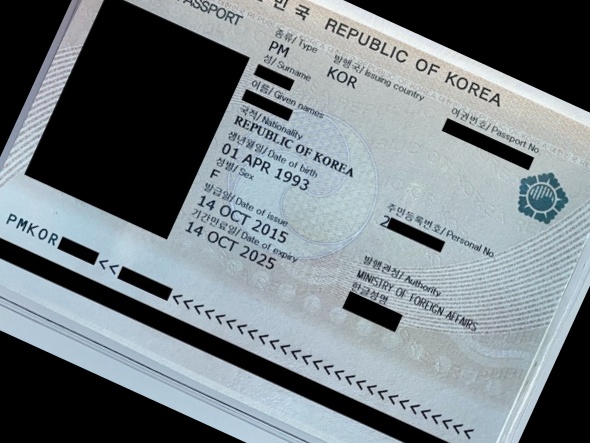 민국 REPUBLIC OF KOREA
PASSPORT
종류/ Type 발행국/ Issuing country 여권번호/ Passport No.
PM KOR
성/ Surname
이름/ Given names
국적/ Nationality
REPUBLIC OF KOREA
생년월일/ Date of birth
01 APR 1993
성별/ Sex 주민등록번호/ Personal No.
F 2
발급일/ Date of issue 발행관청/ Authority
14 OCT 2015 MINISTRY OF FOREIGN AFFAIRS
기간만료일/ Date of expiry 한글성명
14 OCT 2025
PMKOR << <<<<<<<<<<<<<<<<<<<<<<<<<<<<<